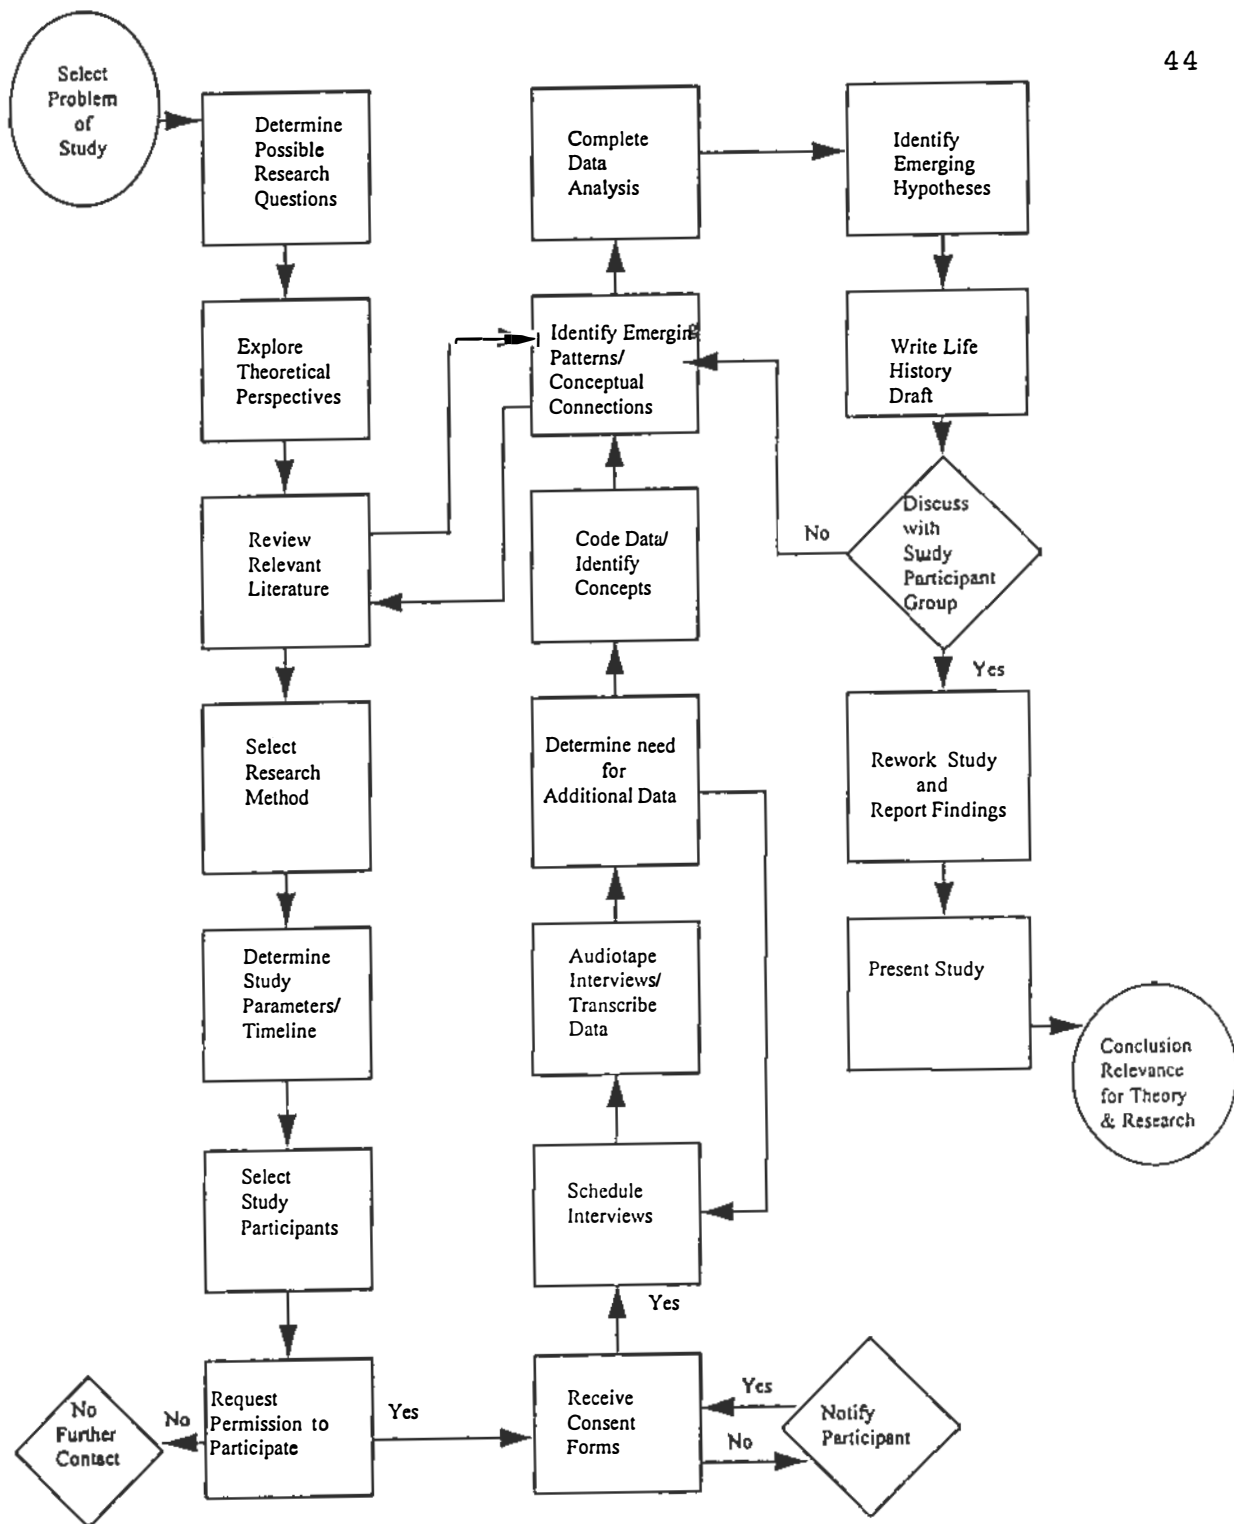 44
Select
Problem
of
Study
Determine
Possible
Research
Questions
Explore
Theoretical
Perspectives
Review
Relevant
Literature
Select
Research
Method
Determine
Study
Parameters/
Timeline
Select
Study
Participants
Request
Permission to
Participate
No
No
Further
Contact
Yes
Receive
Consent
Forms
Yes
No
Notify
Participant
Yes
Schedule
Interviews
Audiotape
Interviews/
Transcribe
Data
Determine need
for
Additional Data
Code Data/
Identify
Concepts
Identify Emerging
Patterns/
Conceptual
Connections
Complete
Data
Analysis
Identify
Emerging
Hypotheses
Write Life
History
Draft
Discuss
with
Study
Participant
Group
No
Yes
Rework Study
and
Report Findings
Present Study
Conclusion
Relevance
for Theory
& Research